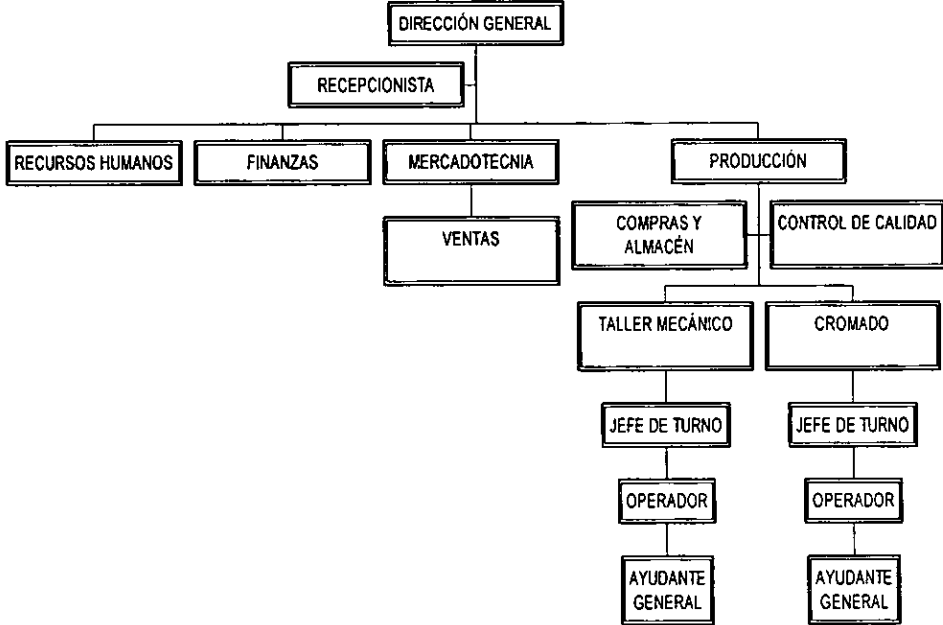 DIRECCIÓN GENERAL
RECEPCIONISTA
RECURSOS HUMANOS
FINANZAS
MERCADOTECNIA
PRODUCCIÓN
VENTAS
COMPRAS Y
ALMACÉN
CONTROL DE CALIDAD
TALLER MECÁNICO
CROMADO
JEFE DE TURNO
JEFE DE TURNO
OPERADOR
OPERADOR
AYUDANTE
GENERAL
AYUDANTE
GENERAL